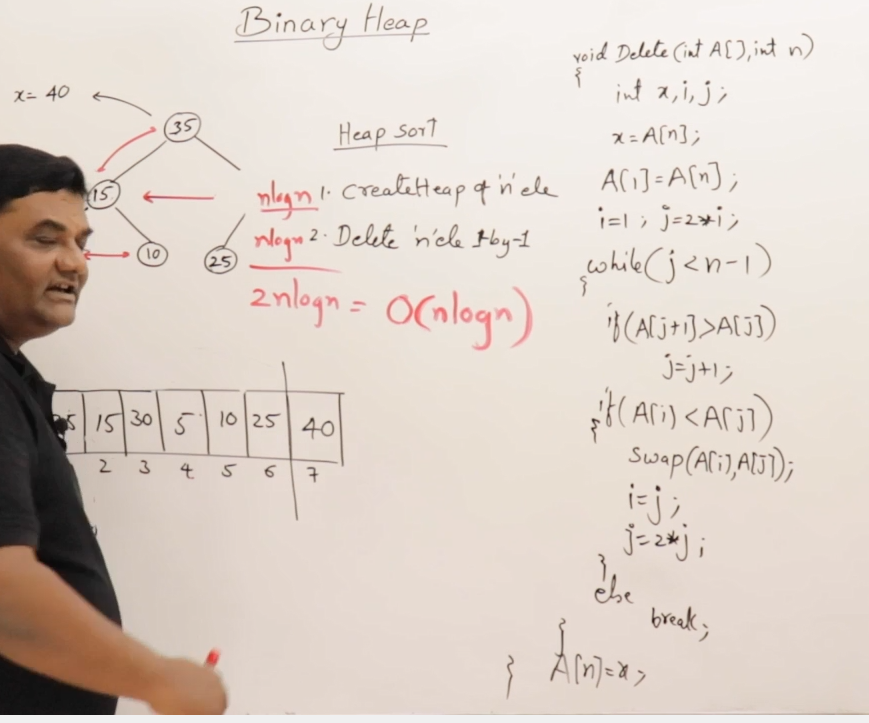 Binary Heap
x= 40
35
15
10
25
Heap Sort
nlogn 1. CreateHeap of 'n' ele
nlogn 2. Delete 'n' ele 1-by-1
2nlogn = O(nlogn)
5 15 30 5 10 25 40
2 3 4 5 6 7
void Delete(int A[],int n)
{
int x,i,j;
x=A[n];
A[1]=A[n];
i=1; j=2*i;
while(j<n-1)
{
if(A[j+1]>A[j])
j=j+1;
if(A[i]<A[j])
{
Swap(A[i],A[j]);
i=j;
j=2*j;
}
else
break;
}
A[n]=x;
}